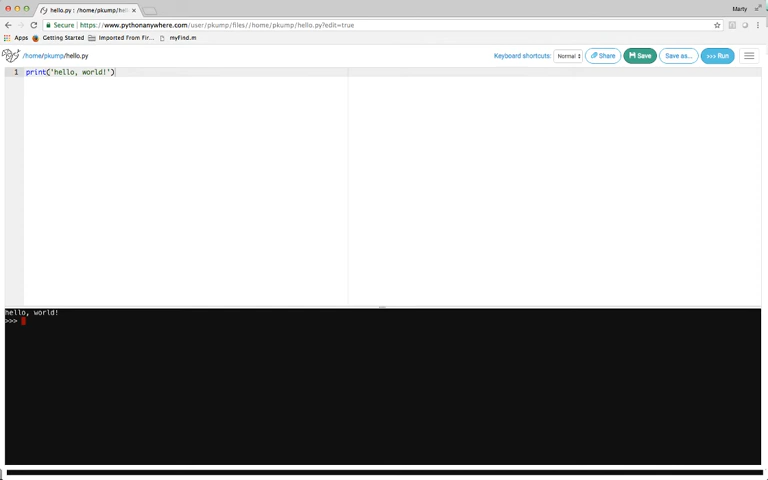 hello.py : /home/pkump/hel
Marty
Secure
https://www.pythonanywhere.com/user/pkump/files//home/pkump/hello.py?edit=true
Apps Getting Started Imported From Fir... myFind.m
/home/pkump/hello.py
Keyboard shortcuts: Normal Share Save Save as... >>> Run
1 print('hello, world!')
hello, world!
>>>